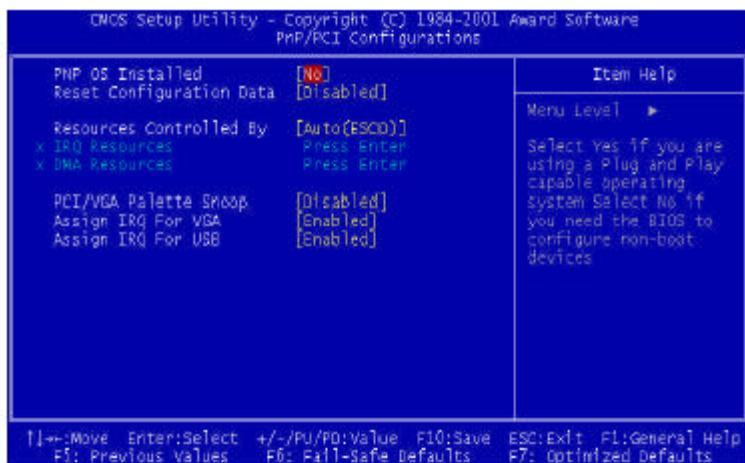 CMOS Setup Utility - Copyright (C) 1984-2001 Award Software
PnP/PCI Configurations
PNP OS Installed [No]
Reset Configuration Data [Disabled]
Resources Controlled By [Auto(ESCD)]
x IRQ Resources Press Enter
x DMA Resources Press Enter
PCI/VGA Palette Snoop [Disabled]
Assign IRQ For VGA [Enabled]
Assign IRQ For USB [Enabled]
Item Help
Menu Level ►
Select Yes if you are
using a Plug and Play
capable operating
system Select No if
you need the BIOS to
configure non-boot
devices
↑↓→←:Move Enter:Select +/-/PU/PD:Value F10:Save ESC:Exit F1:General Help
F5: Previous Values F6: Fail-Safe Defaults F7: Optimized Defaults